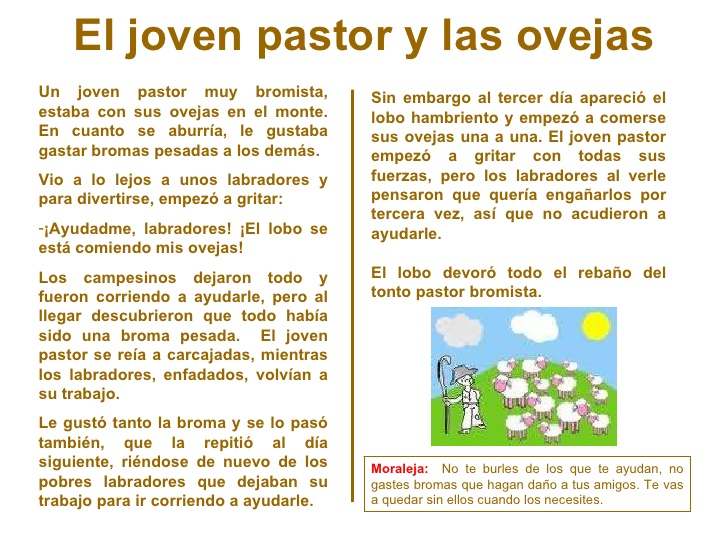 El joven pastor y las ovejas
Un joven pastor muy bromista,
estaba con sus ovejas en el monte.
En cuanto se aburría, le gustaba
gastar bromas pesadas a los demás.
Vio a lo lejos a unos labradores y
para divertirse, empezó a gritar:
-¡Ayudadme, labradores! ¡El lobo se
está comiendo mis ovejas!
Los campesinos dejaron todo y
fueron corriendo a ayudarle, pero al
llegar descubrieron que todo había
sido una broma pesada. El joven
pastor se reía a carcajadas, mientras
los labradores, enfadados, volvían a
su trabajo.
Le gustó tanto la broma y se lo pasó
también, que la repitió al día
siguiente, riéndose de nuevo de los
pobres labradores que dejaban su
trabajo para ir corriendo a ayudarle.
Sin embargo al tercer día apareció el
lobo hambriento y empezó a comerse
sus ovejas una a una. El joven pastor
empezó a gritar con todas sus
fuerzas, pero los labradores al verle
pensaron que quería engañarlos por
tercera vez, así que no acudieron a
ayudarle.
El lobo devoró todo el rebaño del
tonto pastor bromista.
Moraleja: No te burles de los que te ayudan, no
gastes bromas que hagan daño a tus amigos. Te vas
a quedar sin ellos cuando los necesites.